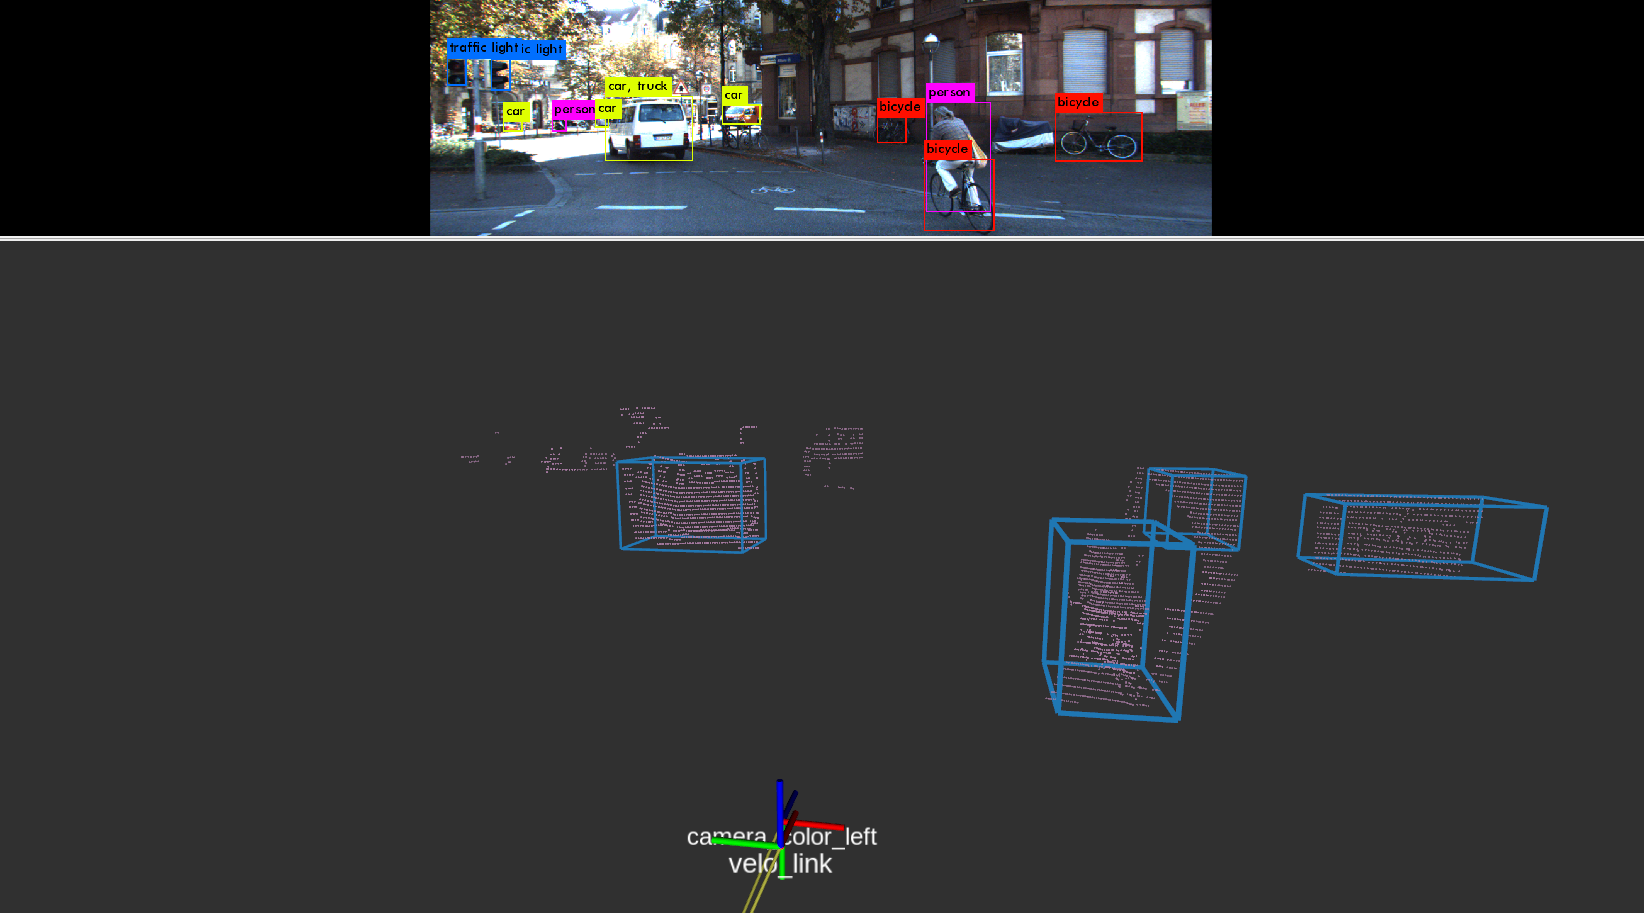 traffic light ic light
car, truck
car
person
bicycle
person car
car
bicycle
bicycle
camera_color_left
velo_link